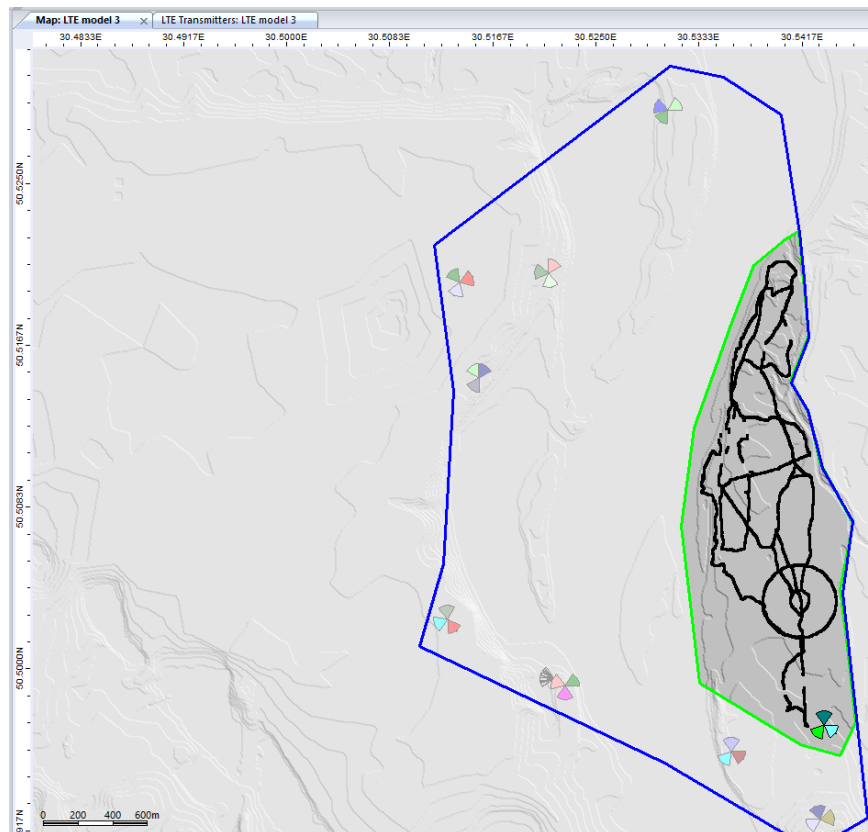 Map: LTE model 3 LTE Transmitters: LTE model 3
30.4833E 30.4917E 30.5000E 30.5083E 30.5167E 30.5250E 30.5333E 30.5417E
50.5250N
50.5167N
50.5083N
50.5000N
917N
0 200 400 600m